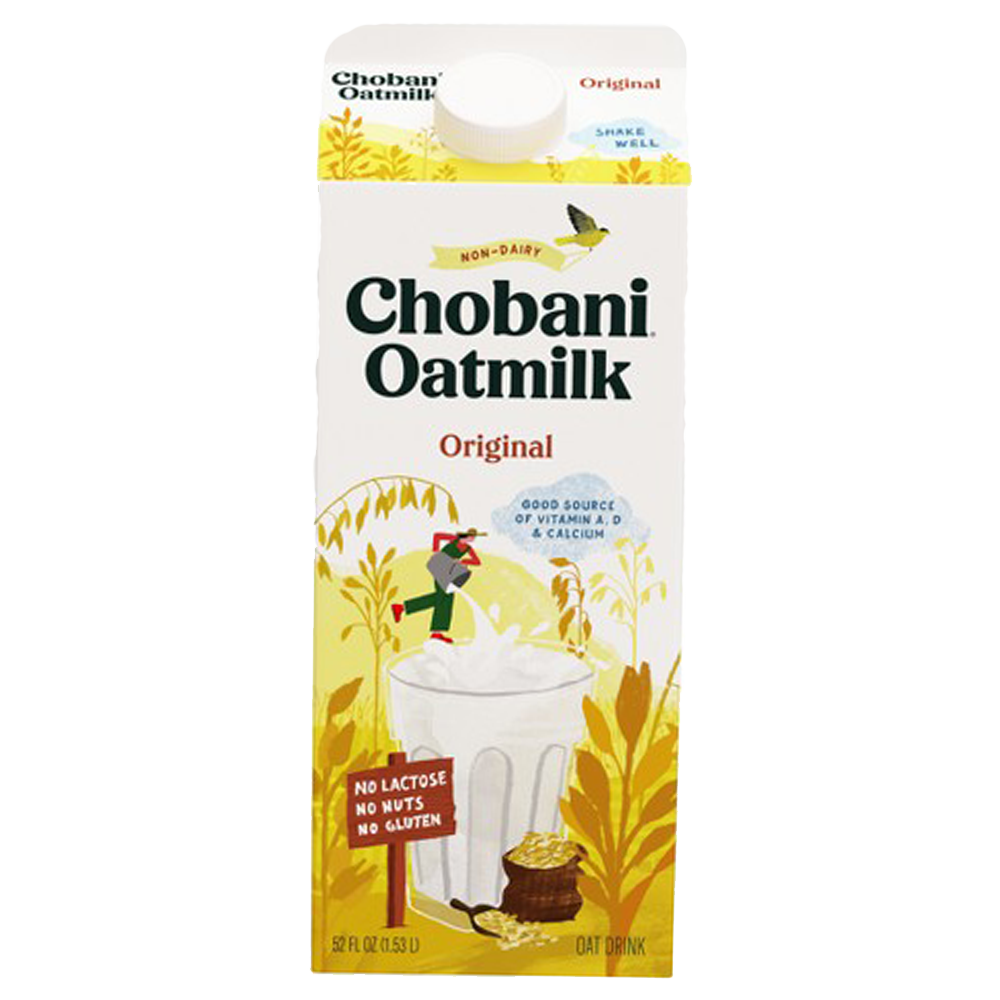 Chobani
Oatmilk
Original
SHAKE
WELL
NON-DAIRY
Chobani
Oatmilk
Original
GOOD SOURCE
OF VITAMIN A, D
& CALCIUM
NO LACTOSE
NO NUTS
NO GLUTEN
52 FL OZ (1.53 L)
OAT DRINK